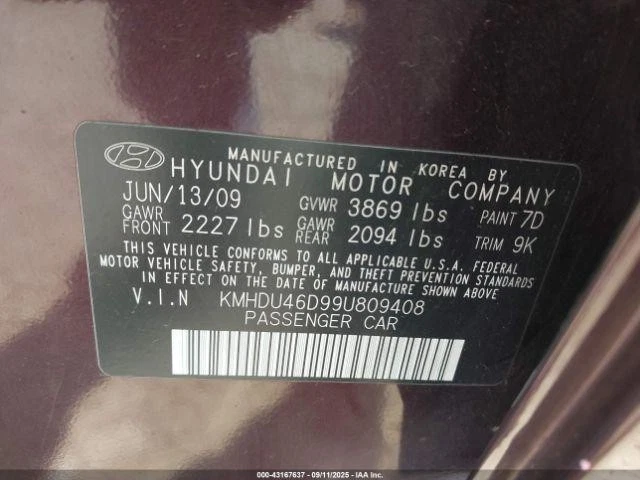 MANUFACTURED IN KOREA BY
HYUNDAI MOTOR COMPANY
JUN/13/09 GVWR 3869 lbs PAINT 7D
GAWR FRONT 2227 lbs GAWR REAR 2094 lbs TRIM 9K
THIS VEHICLE CONFORMS TO APPLICABLE U.S.A. FEDERAL
MOTOR VEHICLE SAFETY, BUMPER, AND THEFT PREVENTION STANDARDS
IN EFFECT ON THE DATE OF MANUFACTURE SHOWN ABOVE
V.I.N KMHDU46D99U809408
PASSENGER CAR
000-43167637 - 09/11/2025 - IAA Inc.